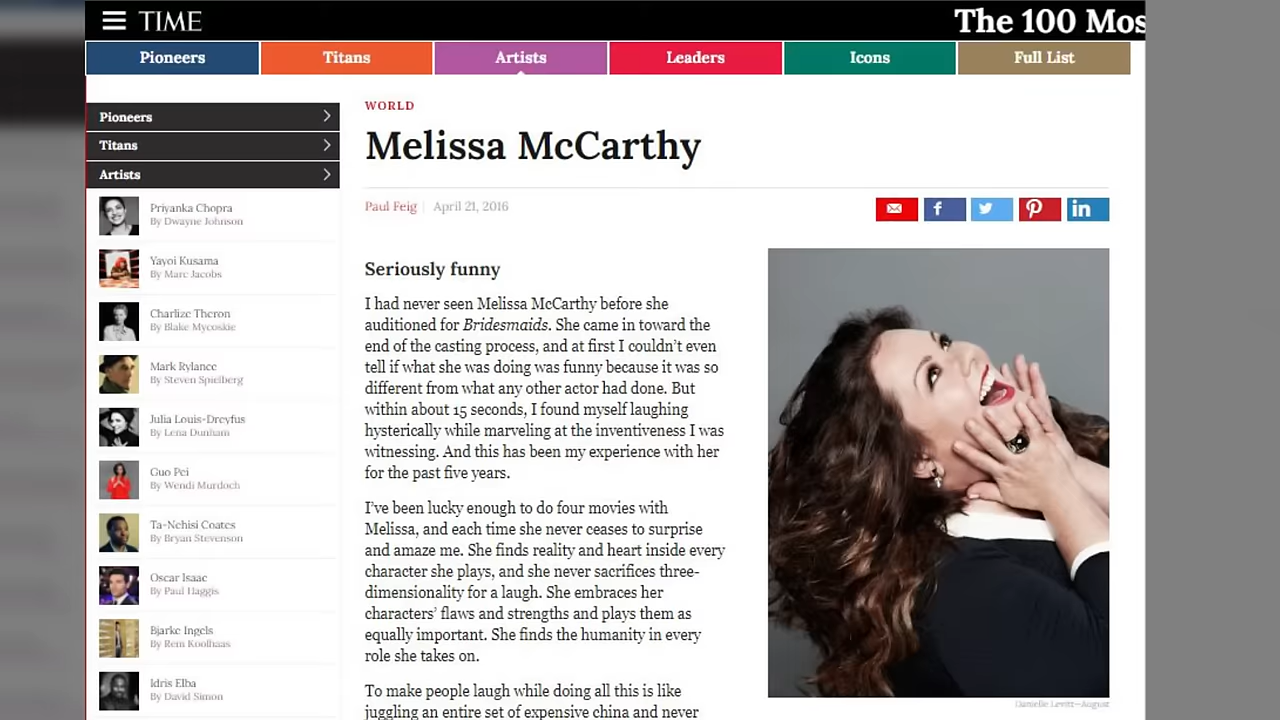 TIME
The 100 Mos
Pioneers
Titans
Artists
Leaders
Icons
Full List
Pioneers
Titans
Artists
Priyanka Chopra
By Dwayne Johnson
Yayoi Kusama
By Marc Jacobs
Charlize Theron
By Blake Mycoskie
Mark Rylance
By Steven Spielberg
Julia Louis-Dreyfus
By Lena Dunham
Guo Pei
By Wendi Murdoch
Ta-Nehisi Coates
By Bryan Stevenson
Oscar Isaac
By Paul Haggis
Bjarke Ingels
By Rem Koolhaas
Idris Elba
By David Simon
WORLD
Melissa McCarthy
Paul Feig | April 21, 2016
f
in
Seriously funny
I had never seen Melissa McCarthy before she
auditioned for Bridesmaids. She came in toward the
end of the casting process, and at first I couldn't even
tell if what she was doing was funny because it was so
different from what any other actor had done. But
within about 15 seconds, I found myself laughing
hysterically while marveling at the inventiveness I was
witnessing. And this has been my experience with her
for the past five years.
I've been lucky enough to do four movies with
Melissa, and each time she never ceases to surprise
and amaze me. She finds reality and heart inside every
character she plays, and she never sacrifices three-
dimensionality for a laugh. She embraces her
characters' flaws and strengths and plays them as
equally important. She finds the humanity in every
role she takes on.
To make people laugh while doing all this is like
juggling an entire set of expensive china and never
Danielle Levitt—August